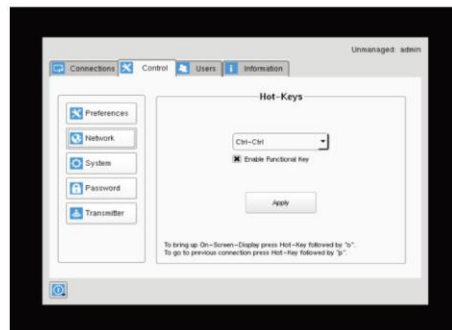 Unmanaged: admin
Connections Control Users Information
Hot-Keys
Preferences
Network
System
Password
Transmitter
Ctrl-Ctrl
Enable Functional Key
Apply
To bring up On-Screen-Display press Hot-Key followed by "o".
To go to previous connection press Hot-Key followed by "p".